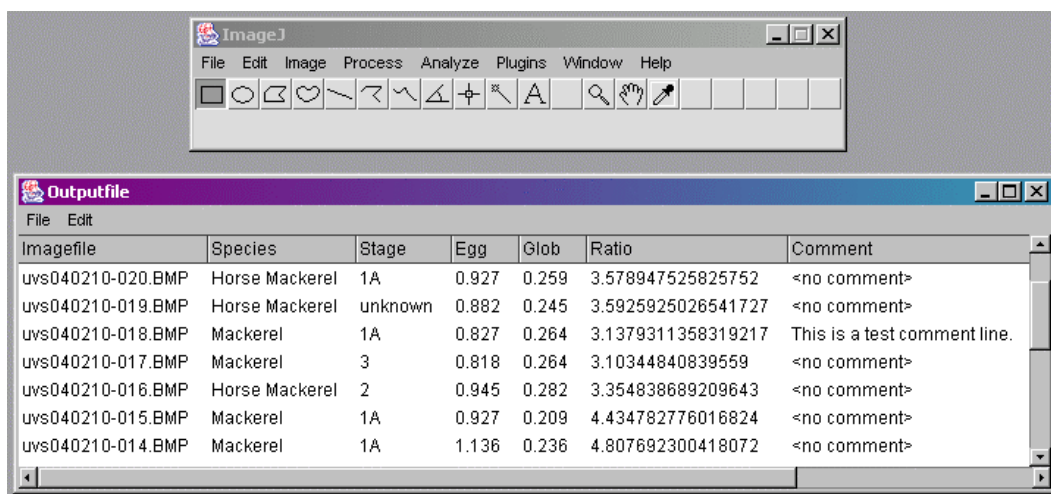 ImageJ
File Edit Image Process Analyze Plugins Window Help
A
Outputfile
File Edit
Imagefile Species Stage Egg Glob Ratio Comment
uvs040210-020.BMP Horse Mackerel 1A 0.927 0.259 3.578947525825752 <no comment>
uvs040210-019.BMP Horse Mackerel unknown 0.882 0.245 3.5925925026541727 <no comment>
uvs040210-018.BMP Mackerel 1A 0.827 0.264 3.1379311358319217 This is a test comment line.
uvs040210-017.BMP Mackerel 3 0.818 0.264 3.10344840839559 <no comment>
uvs040210-016.BMP Horse Mackerel 2 0.945 0.282 3.354838689209643 <no comment>
uvs040210-015.BMP Mackerel 1A 0.927 0.209 4.434782776016824 <no comment>
uvs040210-014.BMP Mackerel 1A 1.136 0.236 4.807692300418072 <no comment>